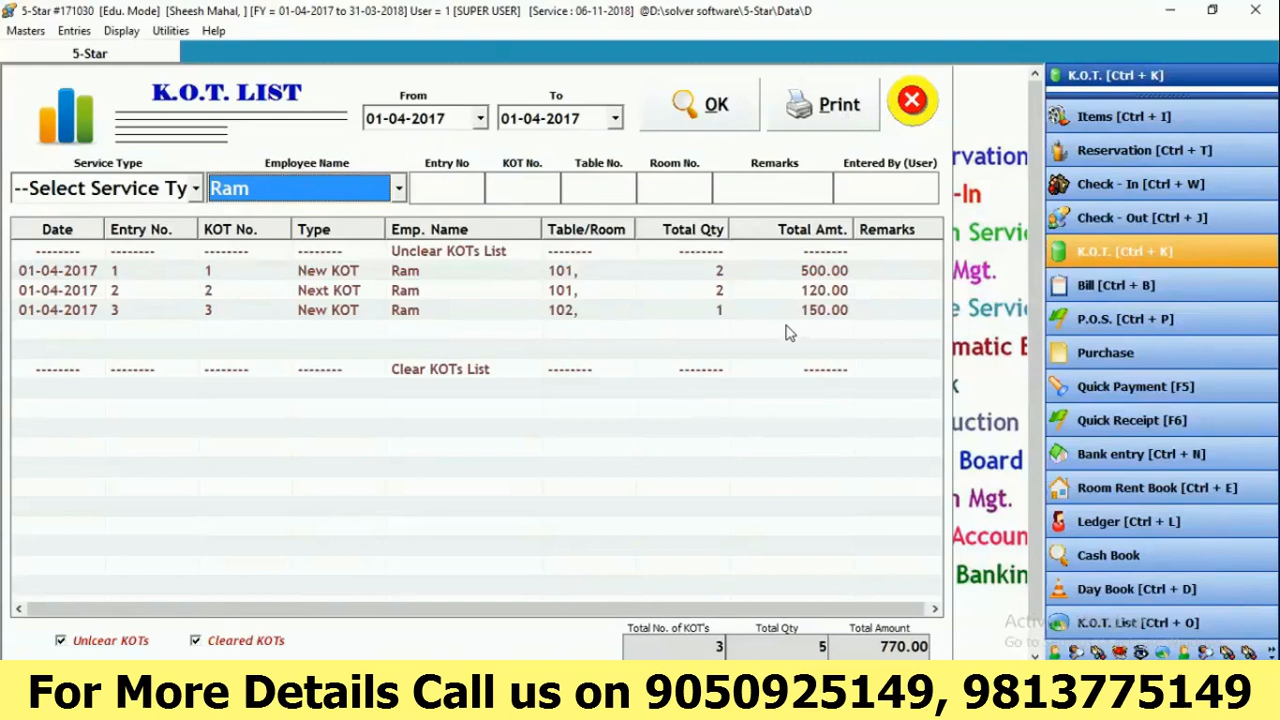 5-Star #171030 [Edu. Mode] [Sheesh Mahal, ] [FY = 01-04-2017 to 31-03-2018] User = 1 [SUPER USER] [Service : 06-11-2018] @D:\solver software\5-Star\Data\D
Masters Entries Display Utilities Help
5-Star
K.O.T. LIST
From To
01-04-2017 01-04-2017
OK Print
Service Type Employee Name Entry No KOT No. Table No. Room No. Remarks Entered By (User)
--Select Service Ty Ram
Date Entry No. KOT No. Type Emp. Name Table/Room Total Qty Total Amt. Remarks
-------- -------- -------- -------- Unclear KOTs List -------- -------- --------
01-04-2017 1 1 New KOT Ram 101, 2 500.00
01-04-2017 2 2 Next KOT Ram 101, 2 120.00
01-04-2017 3 3 New KOT Ram 102, 1 150.00
-------- -------- -------- -------- Clear KOTs List -------- -------- --------
Unlcear KOTs Cleared KOTs
Total No. of KOT's Total Qty Total Amount
3 5 770.00
rvation
-In
n Servic
Mgt.
e Service
matic E
k
uction
Board
n Mgt.
Accoun
Bankin
K.O.T. [Ctrl + K]
Items [Ctrl + I]
Reservation [Ctrl + T]
Check - In [Ctrl + W]
Check - Out [Ctrl + J]
K.O.T. [Ctrl + K]
Bill [Ctrl + B]
P.O.S. [Ctrl + P]
Purchase
Quick Payment [F5]
Quick Receipt [F6]
Bank entry [Ctrl + N]
Room Rent Book [Ctrl + E]
Ledger [Ctrl + L]
Cash Book
Day Book [Ctrl + D]
K.O.T. List [Ctrl + O]
For More Details Call us on 9050925149, 9813775149